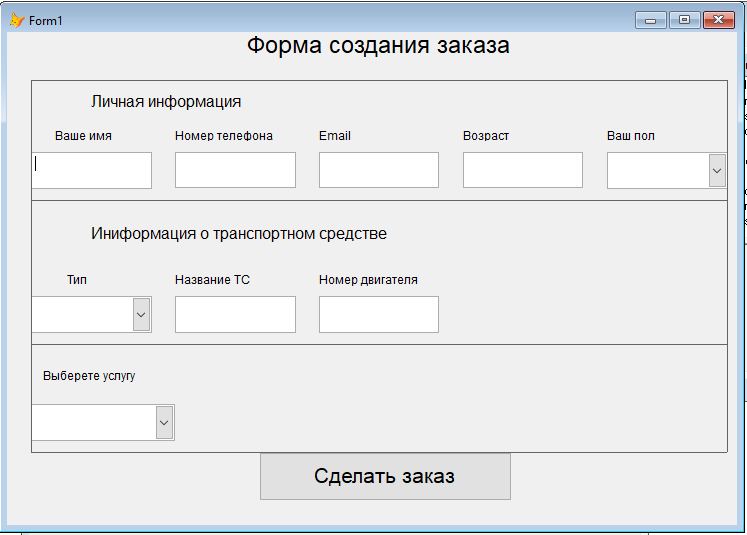 Form1
Форма создания заказа
Личная информация
Ваше имя Номер телефона Email Возраст Ваш пол
Иниформация о транспортном средстве
Тип Название ТС Номер двигателя
Выберете услугу
Сделать заказ